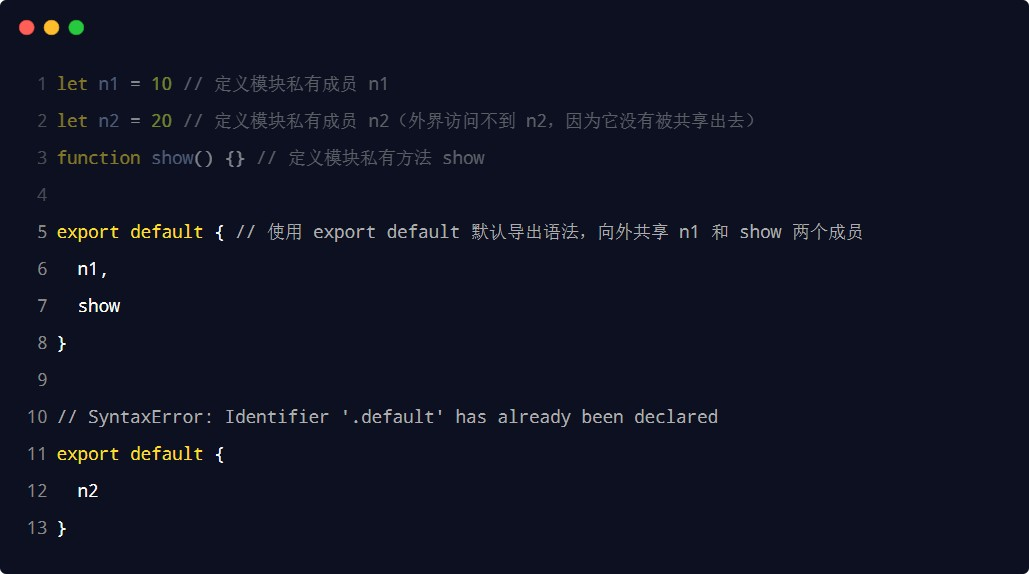 1 let n1 = 10 // 定义模块私有成员 n1
2 let n2 = 20 // 定义模块私有成员 n2（外界访问不到 n2，因为它没有被共享出去）
3 function show() {} // 定义模块私有方法 show
4
5 export default { // 使用 export default 默认导出语法，向外共享 n1 和 show 两个成员
6   n1,
7   show
8 }
9
10 // SyntaxError: Identifier '.default' has already been declared
11 export default {
12   n2
13 }